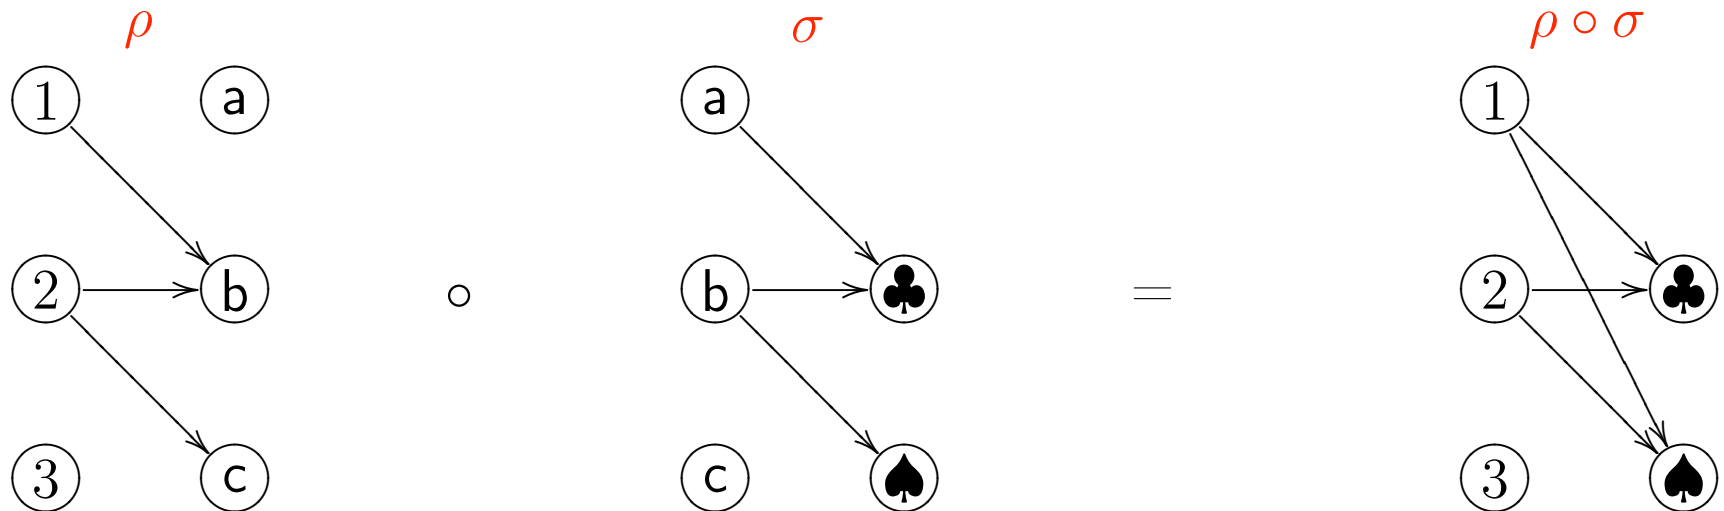 ρ σ ρ ∘ σ
1 a a 1
2 b ∘ b ♣ = 2 ♣
3 c c ♠ 3 ♠